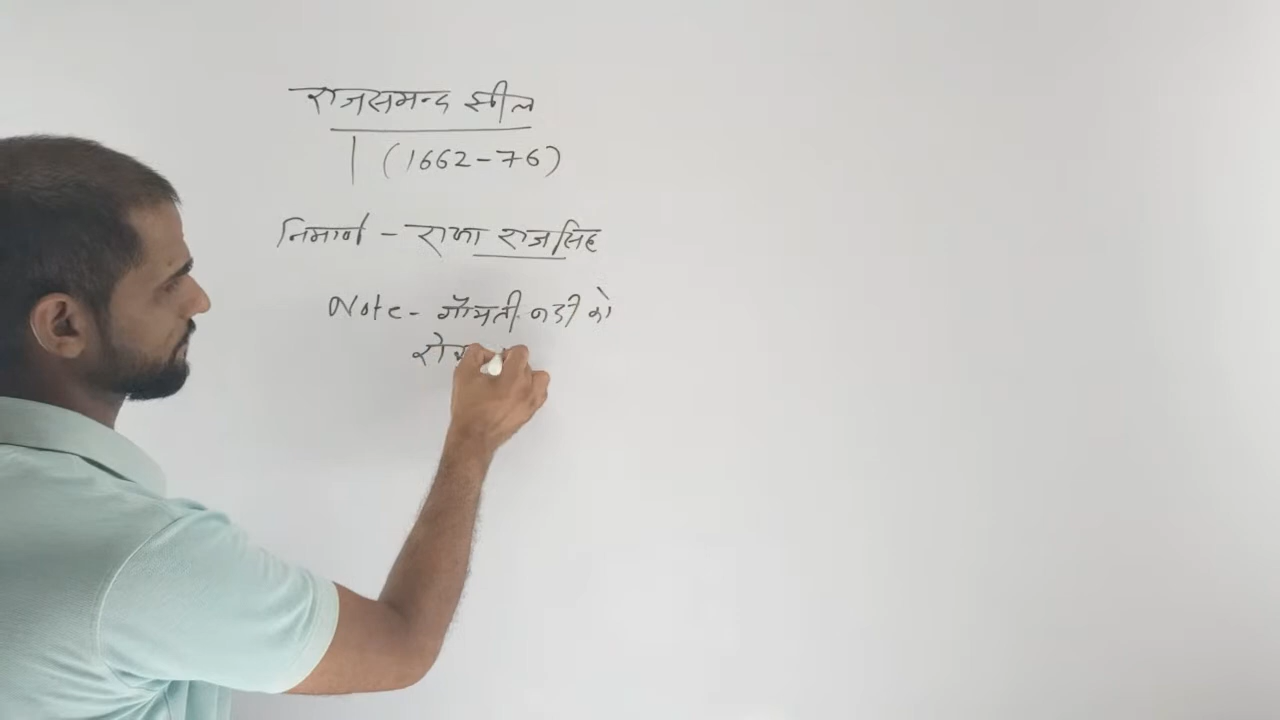 राजसमन्द झील
(1662-76)
निमार्ण - राणा राजसिंह
Note - गोमती नदी को